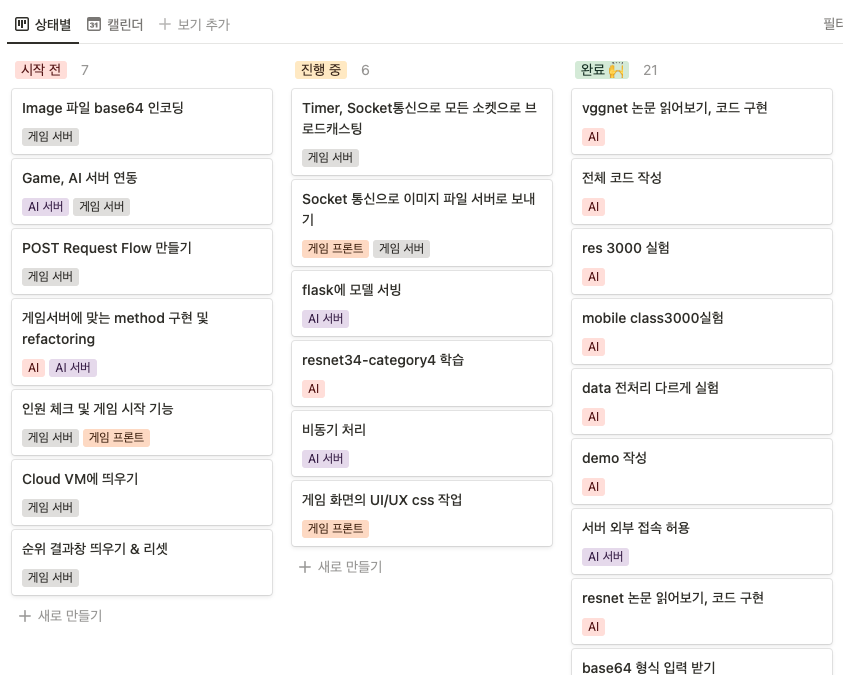 상태별 캘린더 보기 추가 필터
시작 전 7
Image 파일 base64 인코딩
게임 서버
Game, AI 서버 연동
AI 서버 게임 서버
POST Request Flow 만들기
게임 서버
게임서버에 맞는 method 구현 및
refactoring
AI AI 서버
인원 체크 및 게임 시작 기능
게임 서버 게임 프론트
Cloud VM에 띄우기
게임 서버
순위 결과창 띄우기 & 리셋
게임 서버
새로 만들기
진행 중 6
Timer, Socket통신으로 모든 소켓으로 브
로드캐스팅
게임 서버
Socket 통신으로 이미지 파일 서버로 보내
기
게임 프론트 게임 서버
flask에 모델 서빙
AI 서버
resnet34-category4 학습
AI
비동기 처리
AI 서버
게임 화면의 UI/UX css 작업
게임 프론트
새로 만들기
완료 🙌 21
vggnet 논문 읽어보기, 코드 구현
AI
전체 코드 작성
AI
res 3000 실험
AI
mobile class3000실험
AI
data 전처리 다르게 실험
AI
demo 작성
AI
서버 외부 접속 허용
AI 서버
resnet 논문 읽어보기, 코드 구현
AI
base64 형식 입력 받기